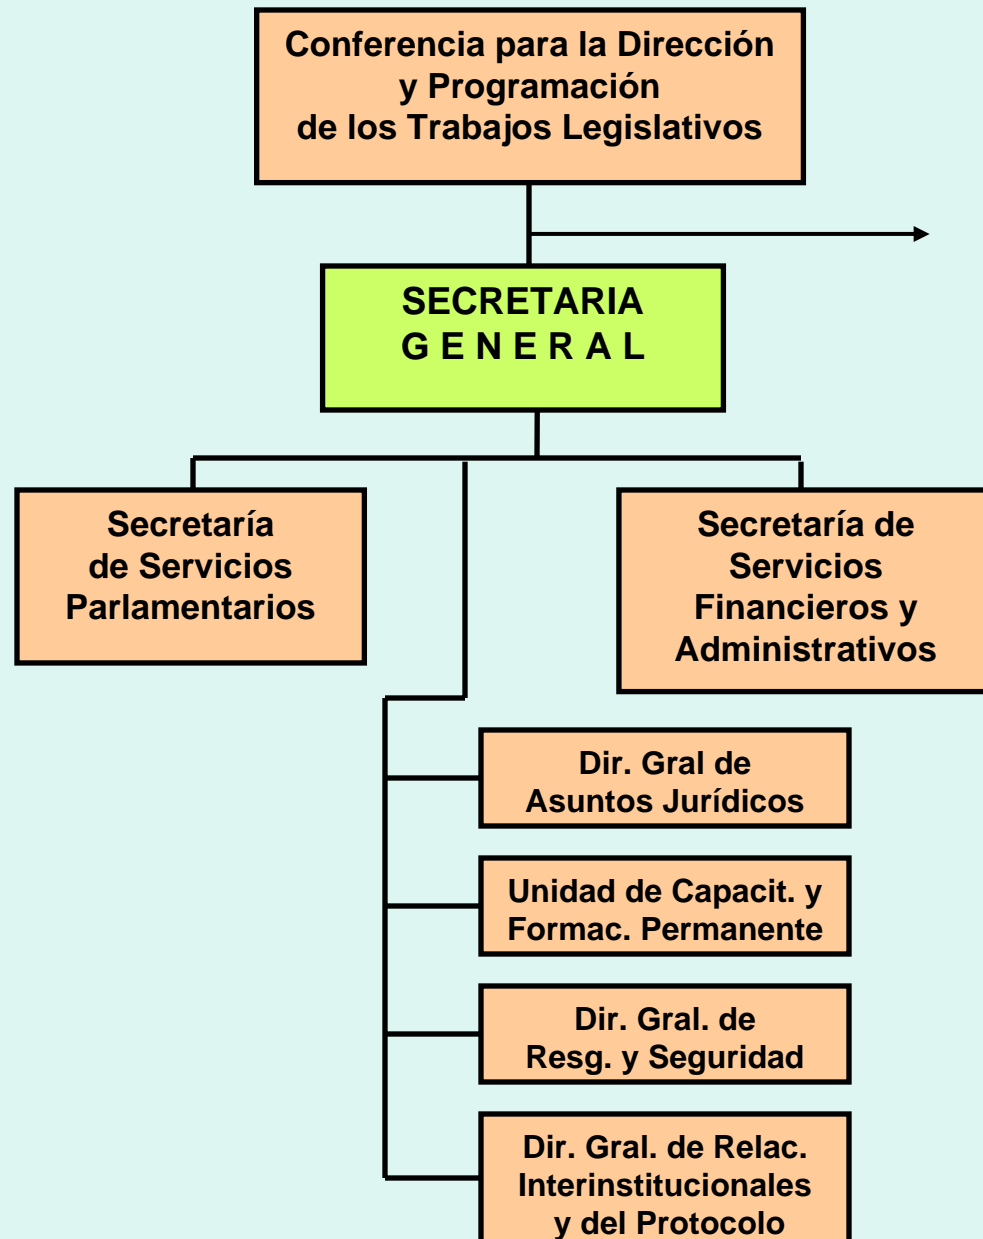 Conferencia para la Dirección
y Programación
de los Trabajos Legislativos
SECRETARIA
G E N E R A L
Secretaría
de Servicios
Parlamentarios
Secretaría de
Servicios
Financieros y
Administrativos
Dir. Gral de
Asuntos Jurídicos
Unidad de Capacit. y
Formac. Permanente
Dir. Gral. de
Resg. y Seguridad
Dir. Gral. de Relac.
Interinstitucionales
y del Protocolo